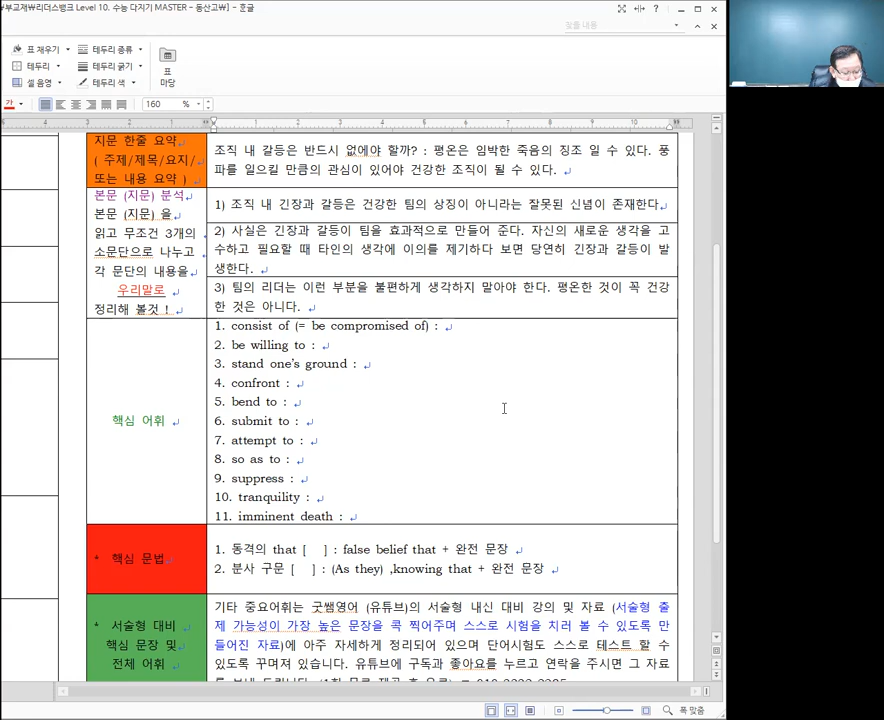 ₩부교재₩리더스뱅크 Level 10. 수능 다지기 MASTER - 동산고₩] - 한글
찾을 내용
표 채우기
테두리 종류
테두리
테두리 굵기
셀 음영
테두리 색
표
마당
가
160 %
지문 한줄 요약
( 주제/제목/요지/
또는 내용 요약 )
조직 내 갈등은 반드시 없에야 할까? : 평온은 임박한 죽음의 징조 일 수 있다. 풍
파를 일으킬 만큼의 관심이 있어야 건강한 조직이 될 수 있다.
본문 (지문) 분석
본문 (지문) 을
읽고 무조건 3개의
소문단으로 나누고
각 문단의 내용을
우리말로
정리해 볼것 !
1) 조직 내 긴장과 갈등은 건강한 팀의 상징이 아니라는 잘못된 신념이 존재한다
2) 사실은 긴장과 갈등이 팀을 효과적으로 만들어 준다. 자신의 새로운 생각을 고
수하고 필요할 때 타인의 생각에 이의를 제기하다 보면 당연히 긴장과 갈등이 발
생한다.
3) 팀의 리더는 이런 부분을 불편하게 생각하지 말아야 한다. 평온한 것이 꼭 건강
한 것은 아니다.
핵심 어휘
1. consist of (= be compromised of) :
2. be willing to :
3. stand one's ground :
4. confront :
5. bend to :
6. submit to :
7. attempt to :
8. so as to :
9. suppress :
10. tranquility :
11. imminent death :
* 핵심 문법
1. 동격의 that [ ] : false belief that + 완전 문장
2. 분사 구문 [ ] : (As they) ,knowing that + 완전 문장
* 서술형 대비
핵심 문장 및
전체 어휘
기타 중요어휘는 굿쌤영어 (유튜브)의 서술형 내신 대비 강의 및 자료 (서술형 출
제 가능성이 가장 높은 문장을 콕 찍어주며 스스로 시험을 치러 볼 수 있도록 만
들어진 자료)에 아주 자세하게 정리되어 있으며 단어시험도 스스로 테스트 할 수
있도록 꾸며져 있습니다. 유튜브에 구독과 좋아요를 누르고 연락을 주시면 그 자료
폭 맞춤